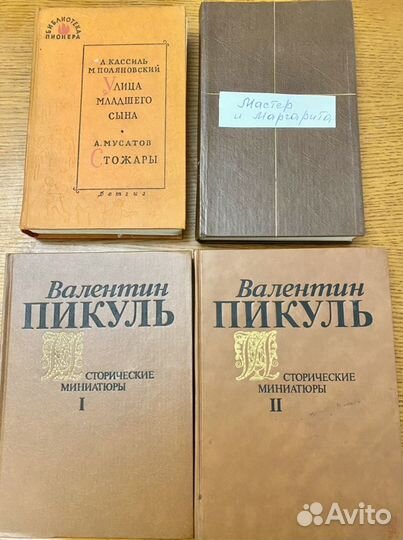 БИБЛИОТЕКА
ПИОНЕРА
Л. КАССИЛЬ
М. ПОЛЯНОВСКИЙ
УЛИЦА
МЛАДШЕГО
СЫНА
А. МУСАТОВ
СТОЖАРЫ
Детгиз
Мастер
и Маргарита
Валентин
ПИКУЛЬ
ИСТОРИЧЕСКИЕ
МИНИАТЮРЫ
I
Валентин
ПИКУЛЬ
ИСТОРИЧЕСКИЕ
МИНИАТЮРЫ
II
Avito